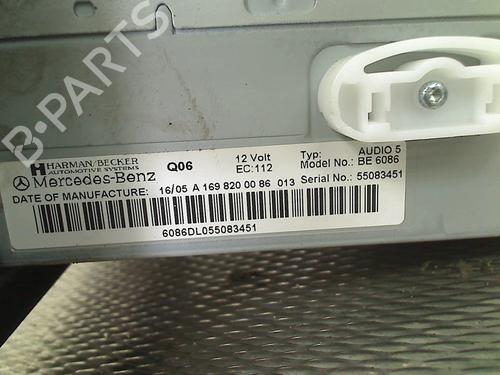 B-PARTS
HARMAN/BECKER
AUTOMOTIVE SYSTEMS
Mercedes-Benz
Q06
12 Volt
EC:112
Typ: AUDIO 5
Model No.: BE 6086
DATE OF MANUFACTURE: 16/05 A 169 820 00 86 013 Serial No.: 55083451
6086DL055083451